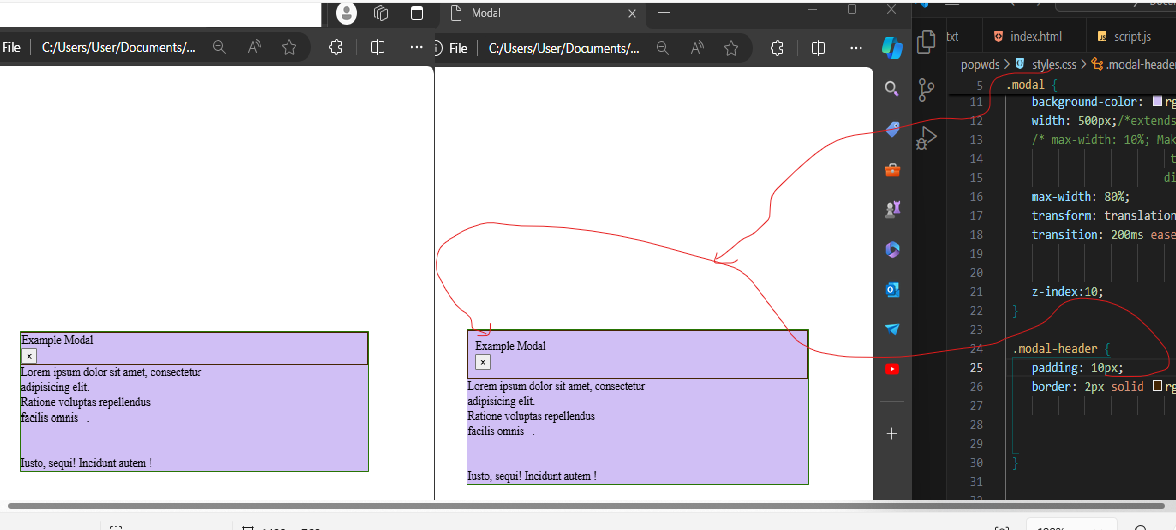 Modal
File C:/Users/User/Documents/...
File C:/Users/User/Documents/...
Example Modal
×
Lorem ipsum dolor sit amet, consectetur
adipisicing elit.
Ratione voluptas repellendus
facilis omnis .
Iusto, sequi! Incidunt autem !
Example Modal
×
Lorem ipsum dolor sit amet, consectetur
adipisicing elit.
Ratione voluptas repellendus
facilis omnis .
Iusto, sequi! Incidunt autem !
txt index.html script.js
popwds > styles.css > .modal-header
5 .modal {
11 background-color: rg
12 width: 500px;/*extends
13 /* max-width: 10%; Mak
14 t
15 di
16 max-width: 80%;
17 transform: translation
18 transition: 200ms ease
19
20
21 z-index:10;
22 }
23
24 .modal-header {
25 padding: 10px;
26 border: 2px solid rg
27
28
29
30 }
31